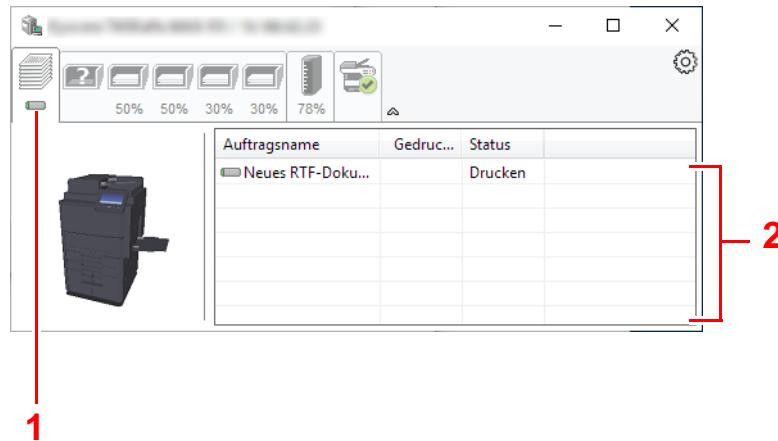 ?
50% 50% 30% 30% 78%
Auftragsname Gedruc... Status
Neues RTF-Doku... Drucken
2
1